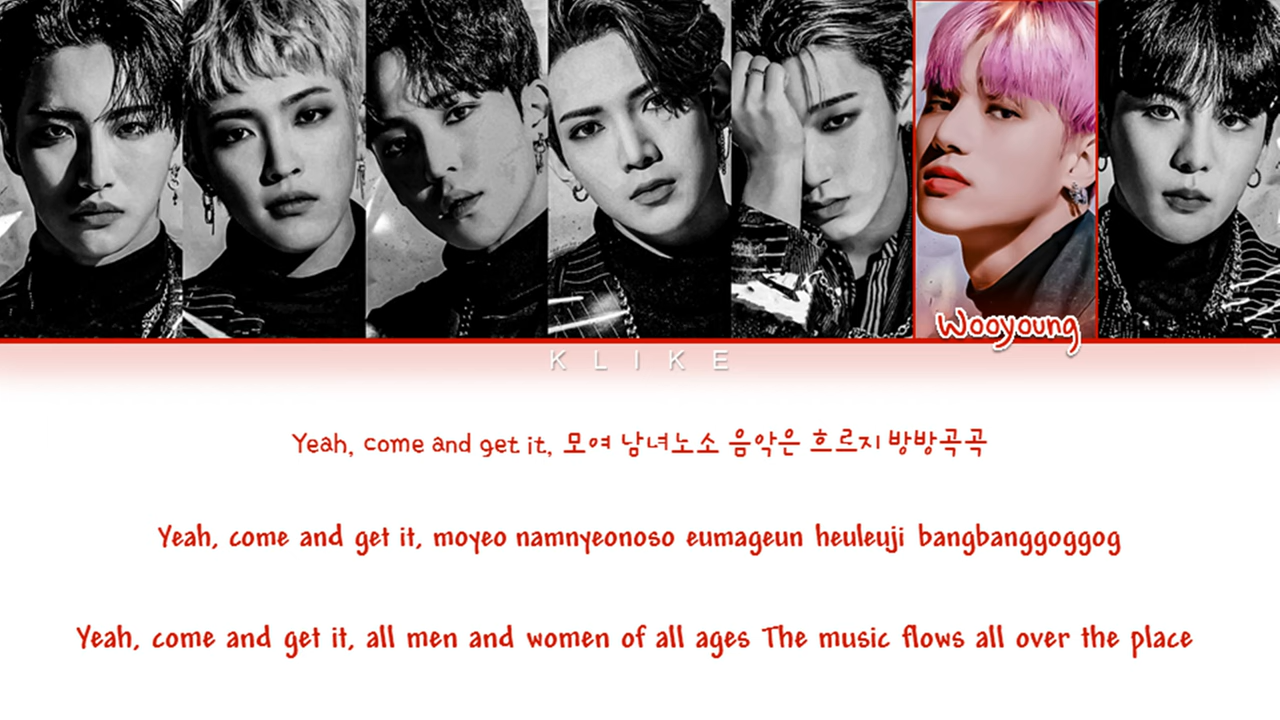 Wooyoung
K L I K E
Yeah, come and get it, 모여 남녀노소 음악은 흐르지 방방곡곡
Yeah, come and get it, moyeo namnyeonoso eumageun heuleuji bangbanggoggog
Yeah, come and get it, all men and women of all ages The music flows all over the place